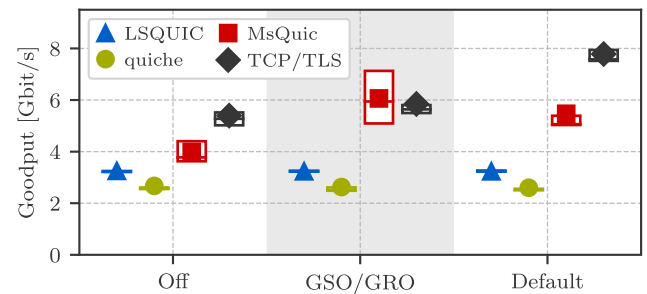 LSQUIC
MsQuic
quiche
TCP/TLS
Goodput [Gbit/s]
8
6
4
2
0
Off
GSO/GRO
Default